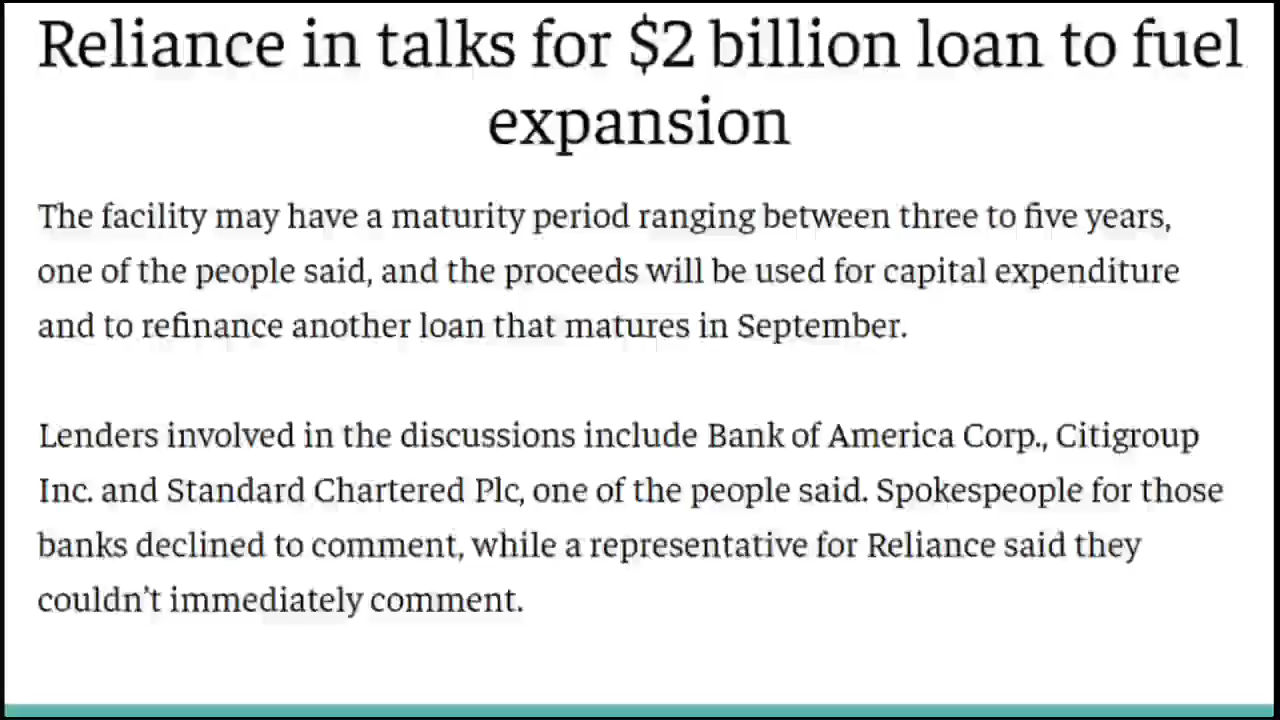 Reliance in talks for $2 billion loan to fuel
expansion
The facility may have a maturity period ranging between three to five years,
one of the people said, and the proceeds will be used for capital expenditure
and to refinance another loan that matures in September.
Lenders involved in the discussions include Bank of America Corp., Citigroup
Inc. and Standard Chartered Plc, one of the people said. Spokespeople for those
banks declined to comment, while a representative for Reliance said they
couldn’t immediately comment.